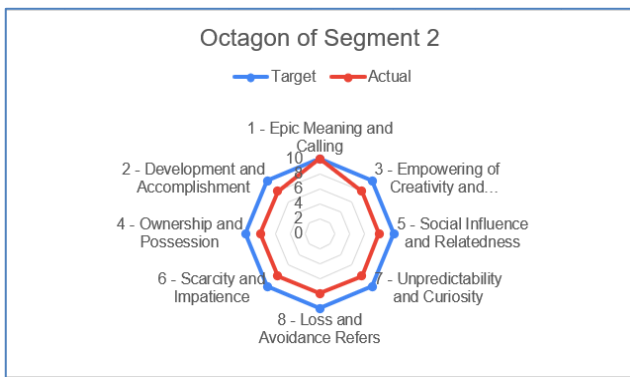 Octagon of Segment 2
Target Actual
1 - Epic Meaning and
Calling
2 - Development and
Accomplishment
3 - Empowering of
Creativity and...
4 - Ownership and
Possession
5 - Social Influence
and Relatedness
6 - Scarcity and
Impatience
7 - Unpredictability
and Curiosity
8 - Loss and
Avoidance Refers
10
8
6
4
2
0